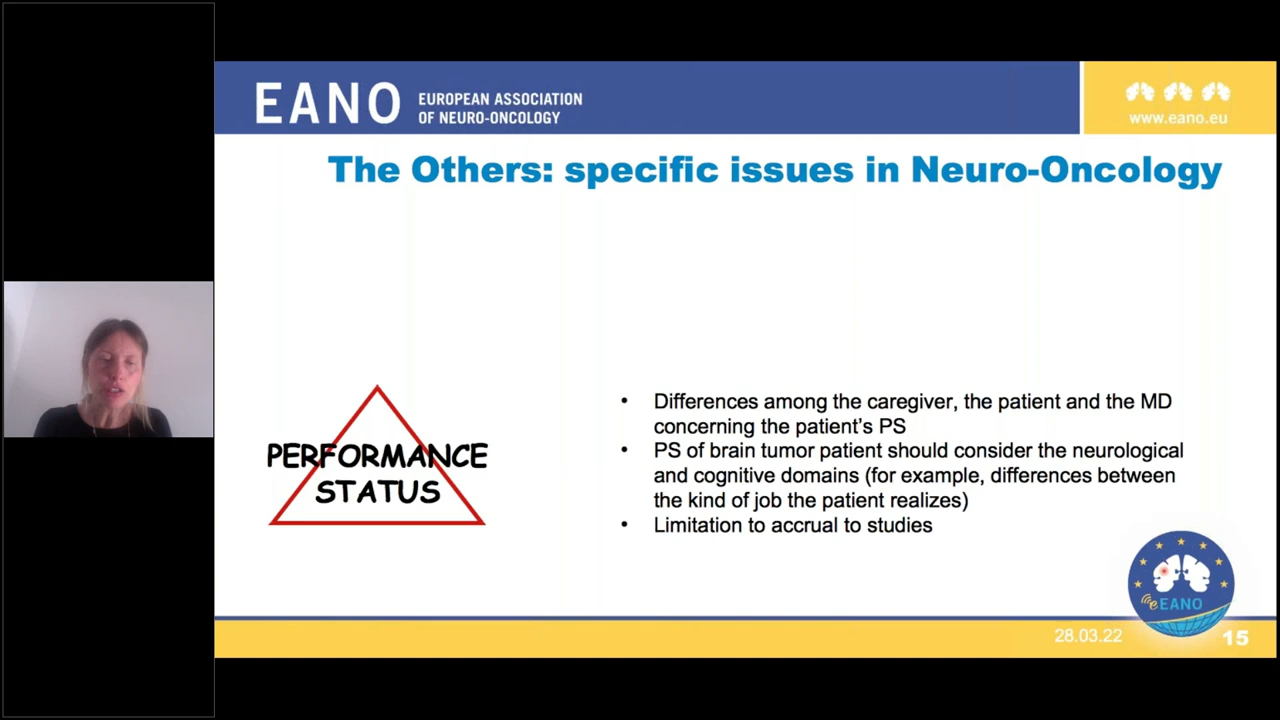 EANO
EUROPEAN ASSOCIATION
OF NEURO-ONCOLOGY
www.eano.eu
The Others: specific issues in Neuro-Oncology
PERFORMANCE
STATUS
• Differences among the caregiver, the patient and the MD
concerning the patient's PS
• PS of brain tumor patient should consider the neurological
and cognitive domains (for example, differences between
the kind of job the patient realizes)
• Limitation to accrual to studies
eEANO
28.03.22
15